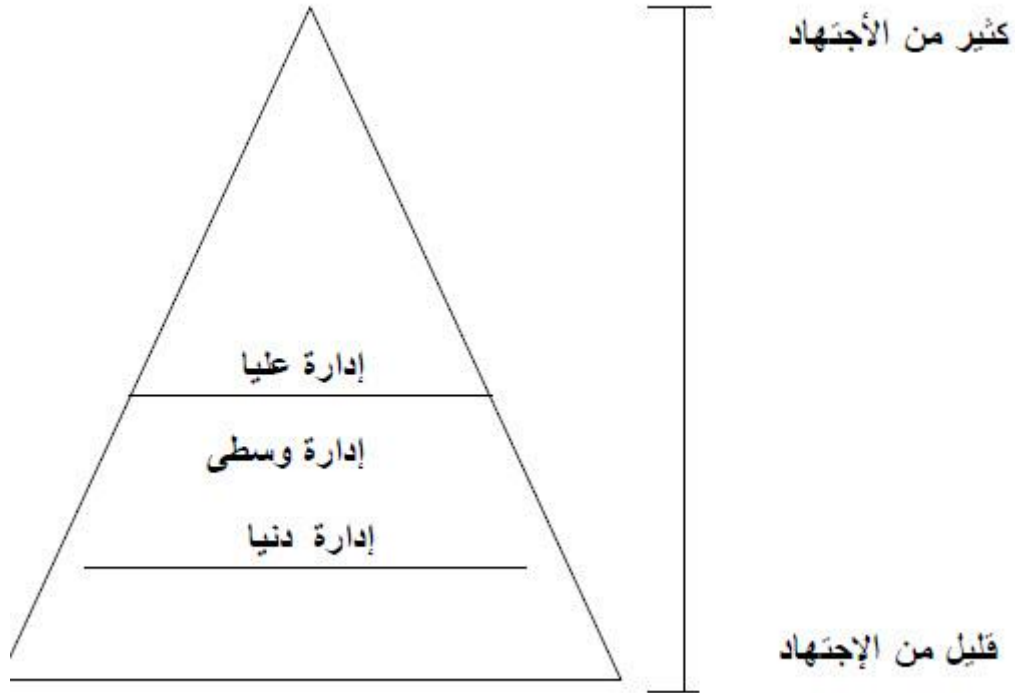 كثير من الأجتهاد
إدارة عليا
إدارة وسطى
إدارة دنيا
قليل من الإجتهاد